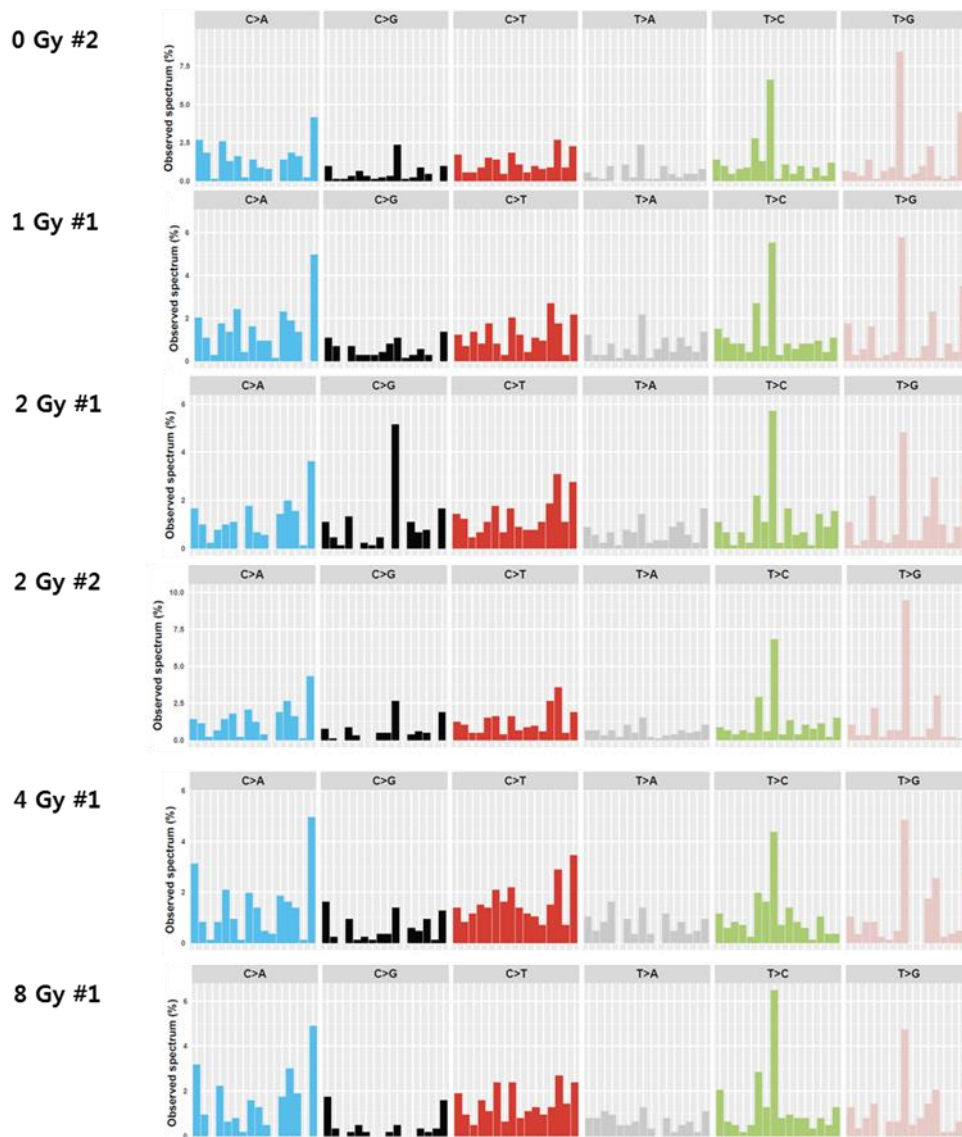 0 Gy #2
C>A C>G C>T T>A T>C T>G
Observed spectrum (%)
7.5
5.0
2.5
0.0
1 Gy #1
C>A C>G C>T T>A T>C T>G
Observed spectrum (%)
6
4
2
0
2 Gy #1
C>A C>G C>T T>A T>C T>G
Observed spectrum (%)
6
4
2
0
2 Gy #2
C>A C>G C>T T>A T>C T>G
Observed spectrum (%)
10.0
7.5
5.0
2.5
0.0
4 Gy #1
C>A C>G C>T T>A T>C T>G
Observed spectrum (%)
6
4
2
0
8 Gy #1
C>A C>G C>T T>A T>C T>G
Observed spectrum (%)
6
4
2
0